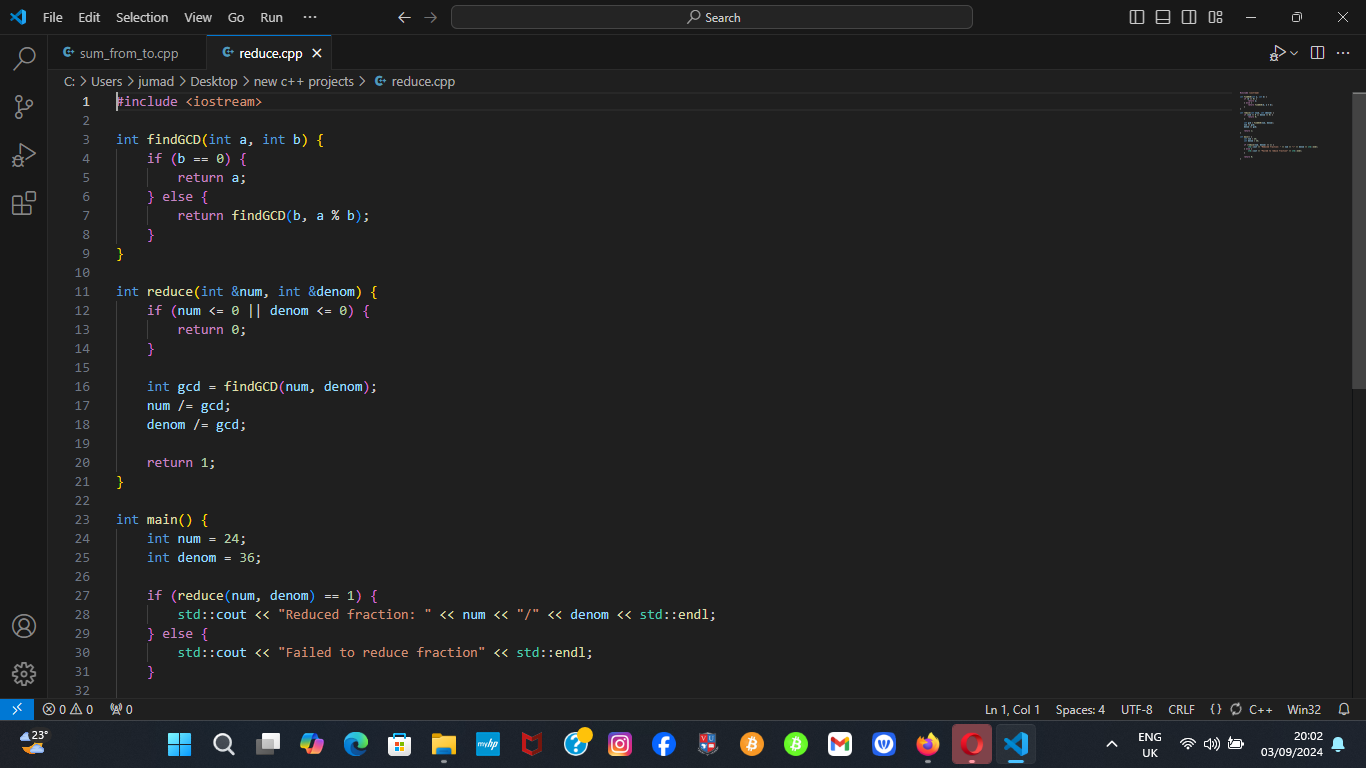 File Edit Selection View Go Run ··· Search
sum_from_to.cpp reduce.cpp
C: > Users > jumad > Desktop > new c++ projects > reduce.cpp
1 #include <iostream>
2
3 int findGCD(int a, int b) {
4     if (b == 0) {
5         return a;
6     } else {
7         return findGCD(b, a % b);
8     }
9 }
10
11 int reduce(int &num, int &denom) {
12     if (num <= 0 || denom <= 0) {
13         return 0;
14     }
15
16     int gcd = findGCD(num, denom);
17     num /= gcd;
18     denom /= gcd;
19
20     return 1;
21 }
22
23 int main() {
24     int num = 24;
25     int denom = 36;
26
27     if (reduce(num, denom) == 1) {
28         std::cout << "Reduced fraction: " << num << "/" << denom << std::endl;
29     } else {
30         std::cout << "Failed to reduce fraction" << std::endl;
31     }
32
0 0 0 Ln 1, Col 1 Spaces: 4 UTF-8 CRLF {} C++ Win32
23° myhp ENG 20:02
UK 03/09/2024